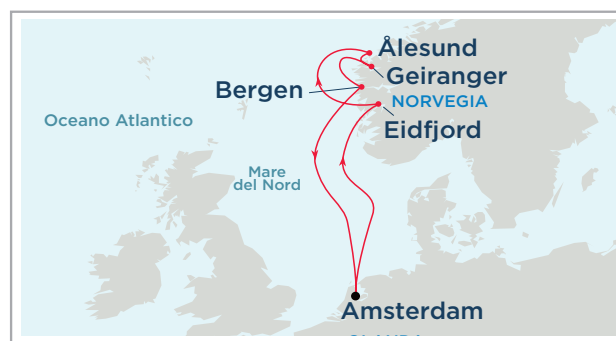 Ålesund
Geiranger
Bergen
NORVEGIA
Oceano Atlantico
Eidfjord
Mare
del Nord
Amsterdam